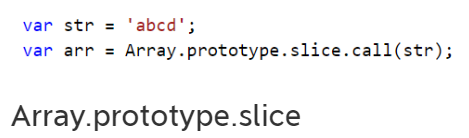 var str = 'abcd';
var arr = Array.prototype.slice.call(str);
Array.prototype.slice